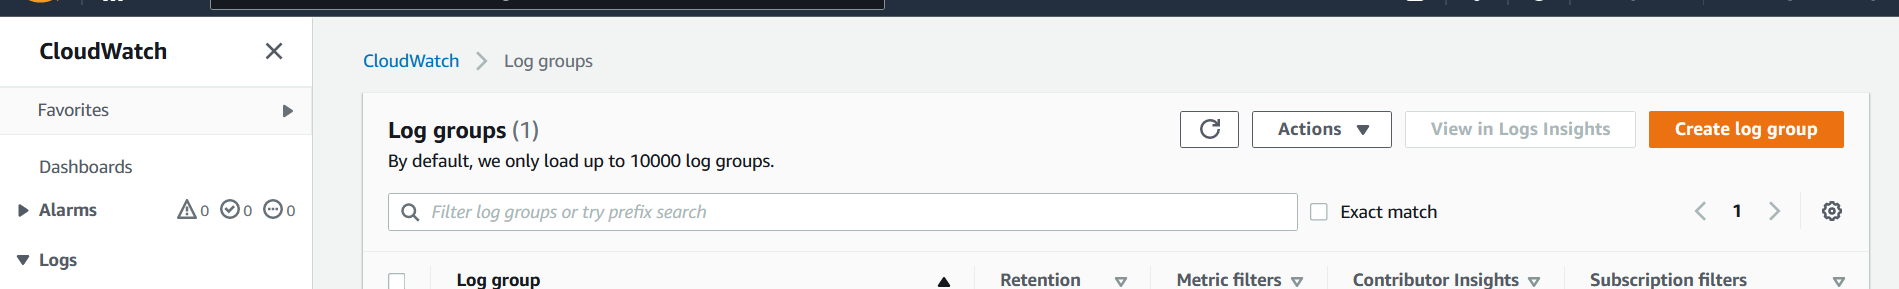 CloudWatch
Favorites
Dashboards
Alarms 0 0 0
Logs
CloudWatch Log groups
Log groups (1)
By default, we only load up to 10000 log groups.
Actions
View in Logs Insights
Create log group
Filter log groups or try prefix search
Exact match
1
Log group Retention Metric filters Contributor Insights Subscription filters